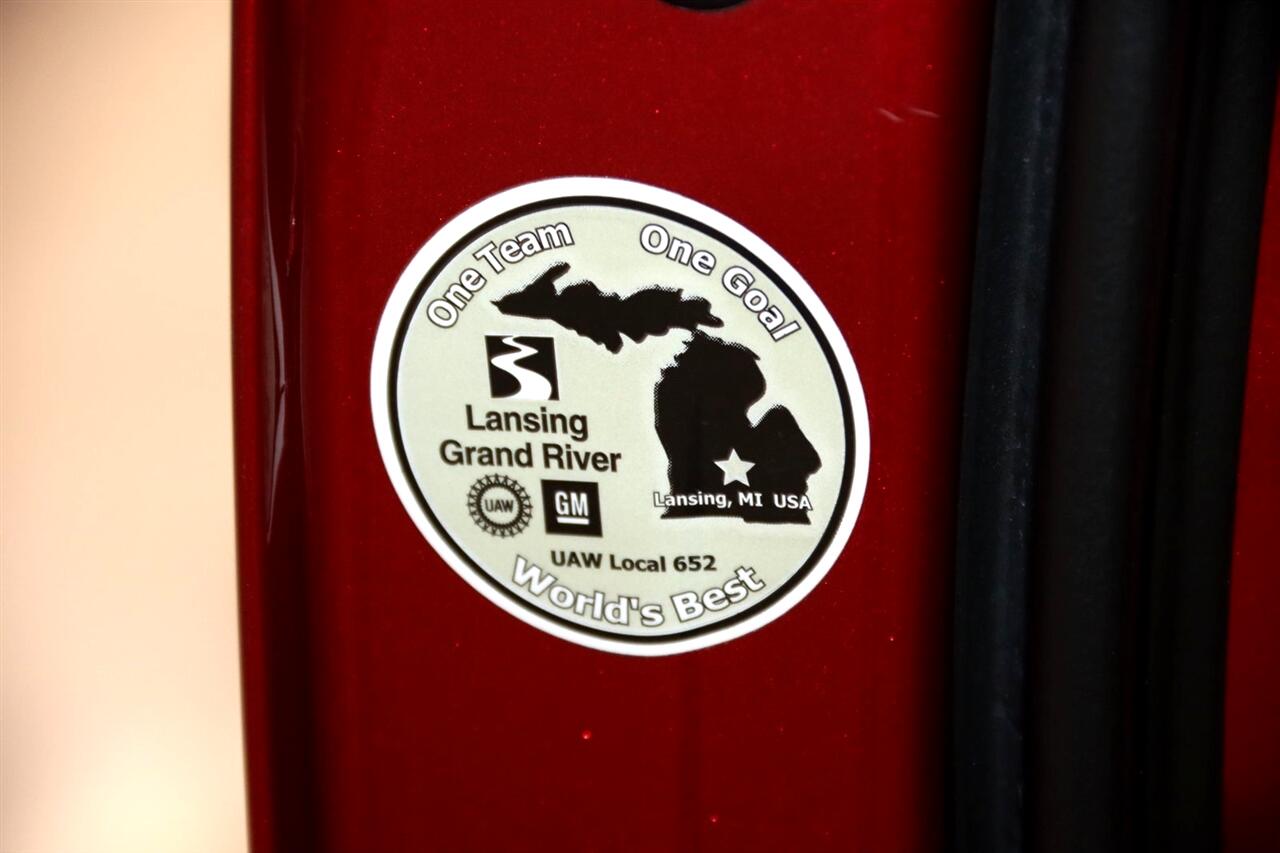 One Team One Goal
Lansing
Grand River
UAW GM
Lansing, MI USA
UAW Local 652
World's Best